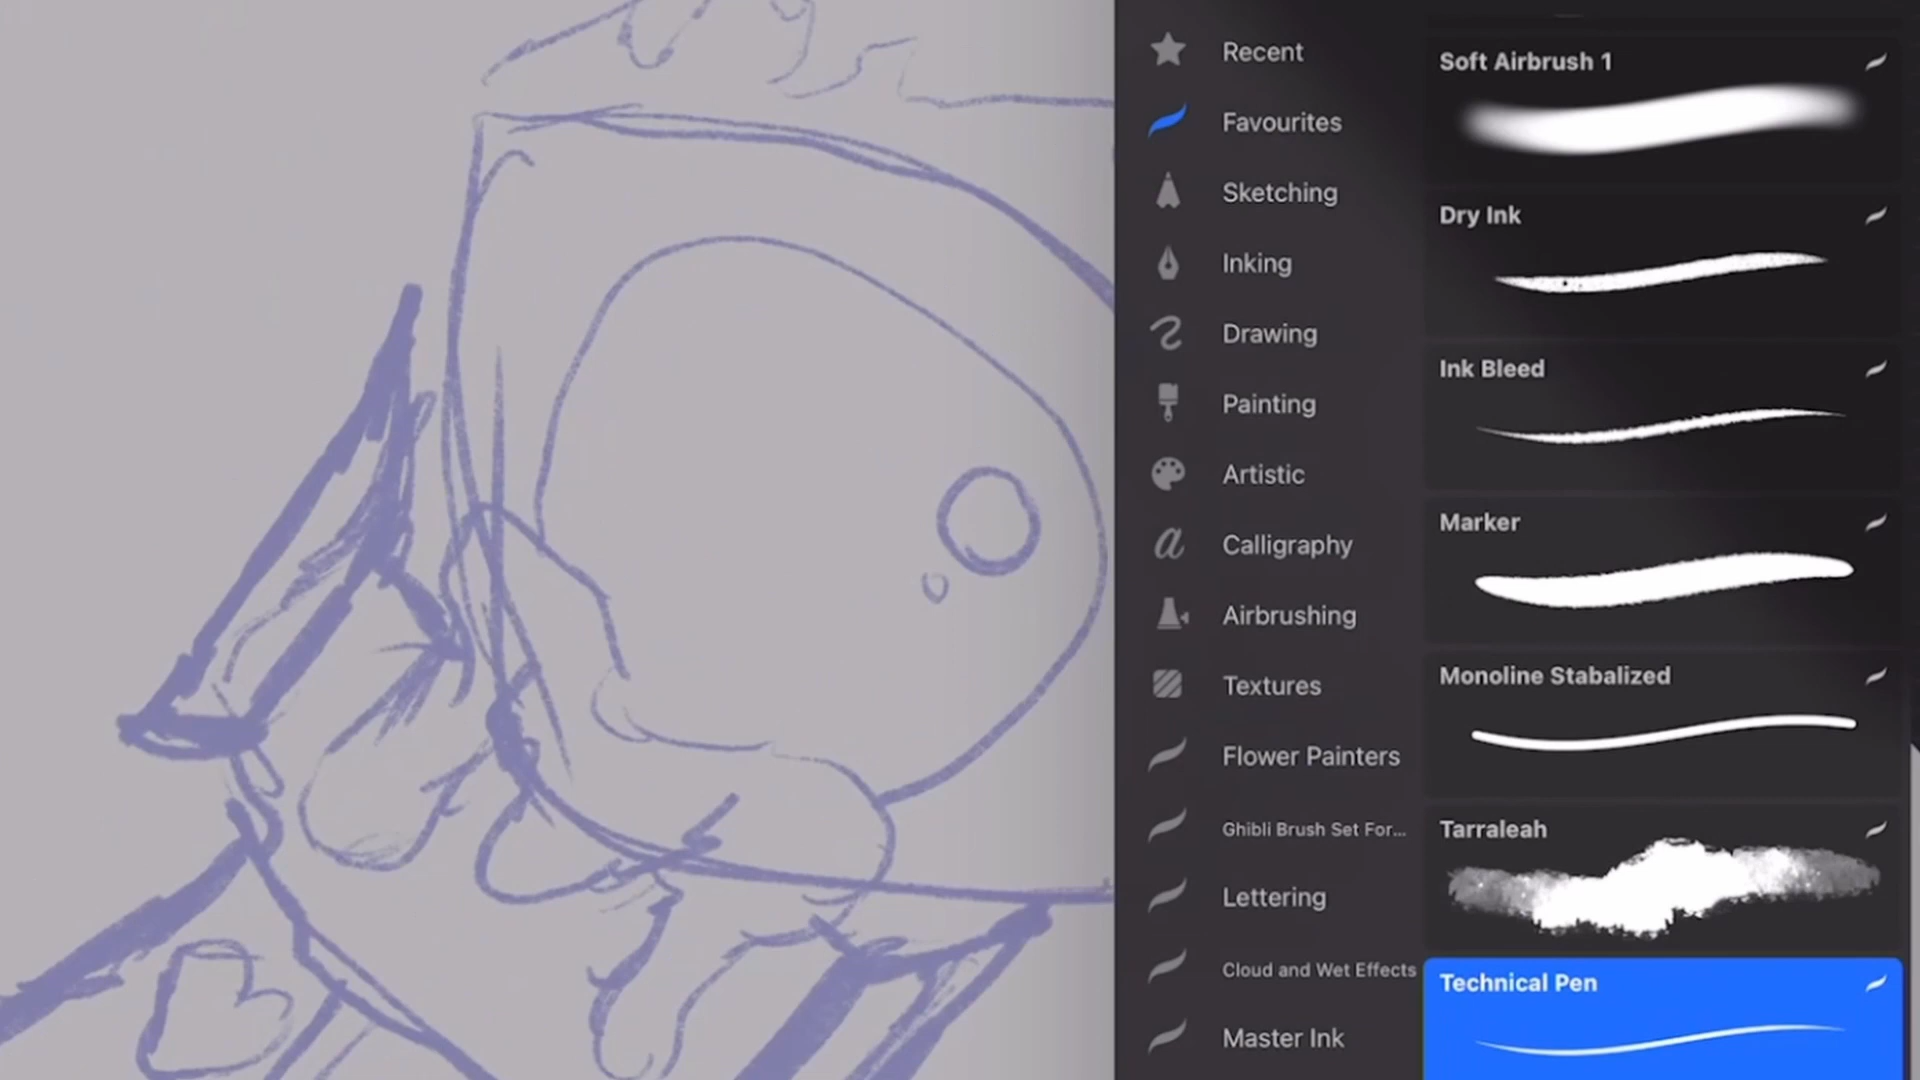 Recent
Favourites
Sketching
Inking
Drawing
Painting
Artistic
Calligraphy
Airbrushing
Textures
Flower Painters
Ghibli Brush Set For...
Lettering
Cloud and Wet Effects
Master Ink
Soft Airbrush 1
Dry Ink
Ink Bleed
Marker
Monoline Stabalized
Tarraleah
Technical Pen